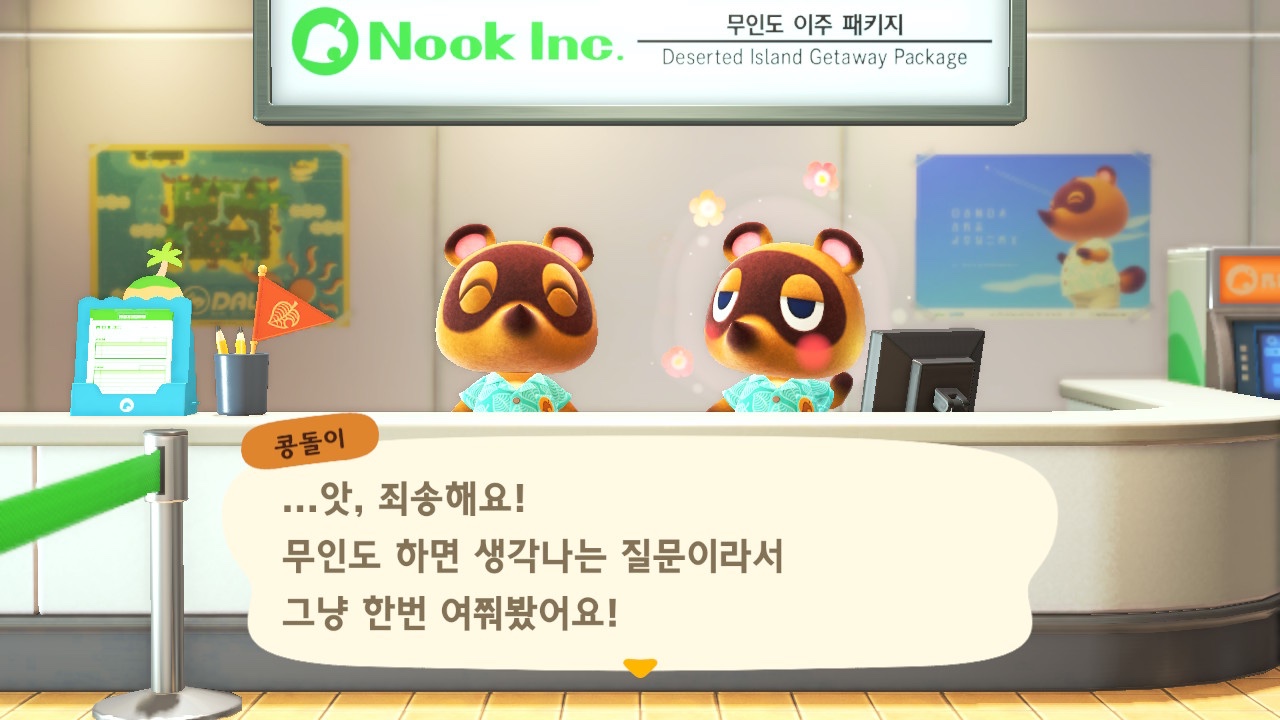 Nook Inc.
무인도 이주 패키지
Deserted Island Getaway Package
콩돌이
...앗, 죄송해요!
무인도 하면 생각나는 질문이라서
그냥 한번 여쭤봤어요!